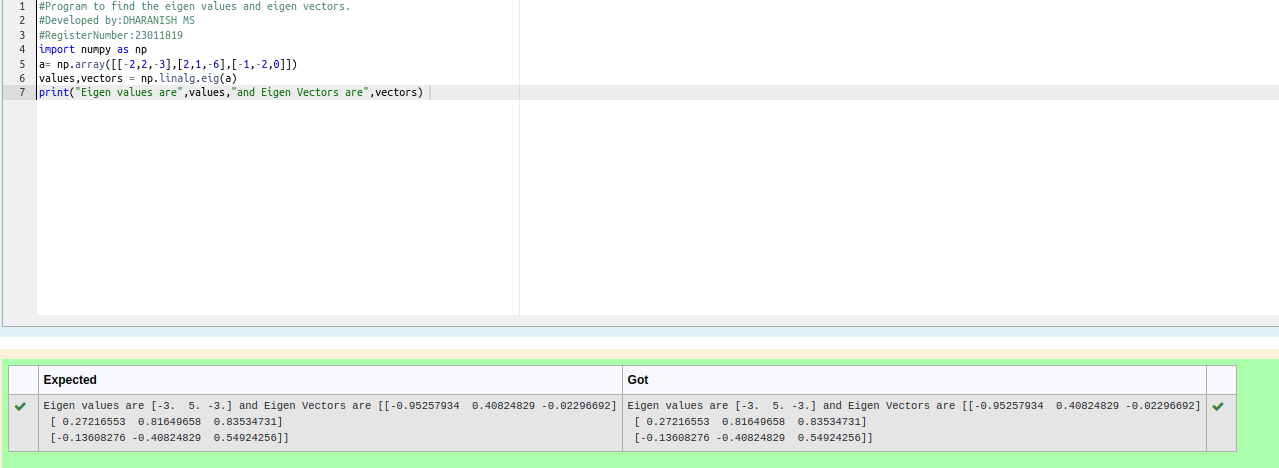 1 #Program to find the eigen values and eigen vectors.
2 #Developed by:DHARANISH MS
3 #RegisterNumber:23011819
4 import numpy as np
5 a= np.array([[-2,2,-3],[2,1,-6],[-1,-2,0]])
6 values,vectors = np.linalg.eig(a)
7 print("Eigen values are",values,"and Eigen Vectors are",vectors)
Expected Got
Eigen values are [-3.  5. -3.] and Eigen Vectors are [[-0.95257934  0.40824829 -0.02296692] Eigen values are [-3.  5. -3.] and Eigen Vectors are [[-0.95257934  0.40824829 -0.02296692]
[ 0.27216553  0.81649658  0.83534731] [ 0.27216553  0.81649658  0.83534731]
[-0.13608276 -0.40824829  0.54924256]] [-0.13608276 -0.40824829  0.54924256]]